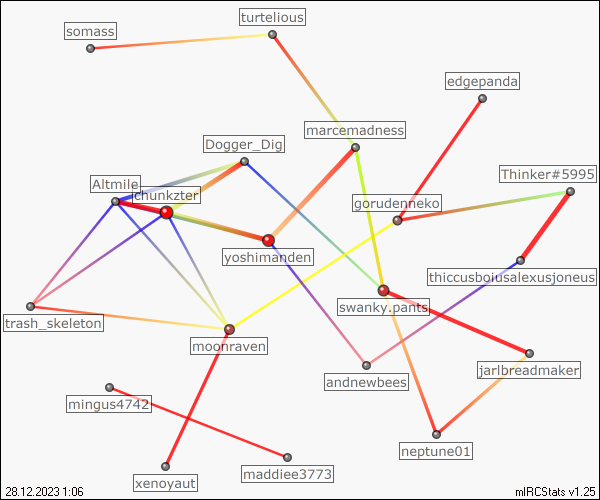 turtelious
somass
edgepanda
marcemadness
Dogger_Dig
Thinker#5995
Altmile
chunkzter
gorudenneko
yoshimanden
thiccusboiusalexusjoneus
swanky.pants
trash_skeleton
moonraven
jarlbreadmaker
andnewbees
mingus4742
neptune01
maddiee3773
xenoyaut
28.12.2023 1:06
mIRCStats v1.25